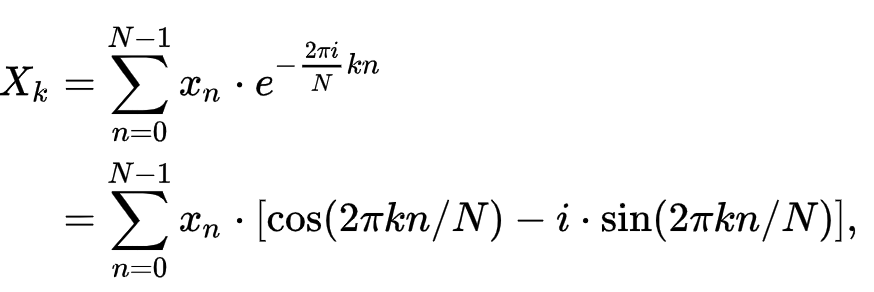 X_k = \sum_{n=0}^{N-1} x_n \cdot e^{-\frac{2\pi i}{N} kn}
= \sum_{n=0}^{N-1} x_n \cdot [\cos(2\pi kn/N) - i \cdot \sin(2\pi kn/N)],